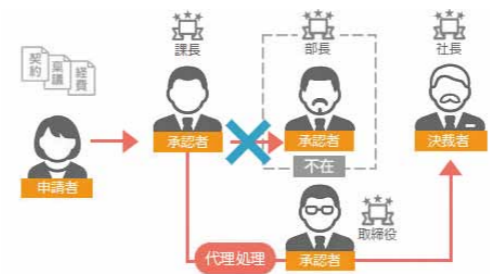 契約
稟議
経費
課長
部長
社長
申請者
承認者
承認者
決裁者
不在
取締役
代理処理
承認者